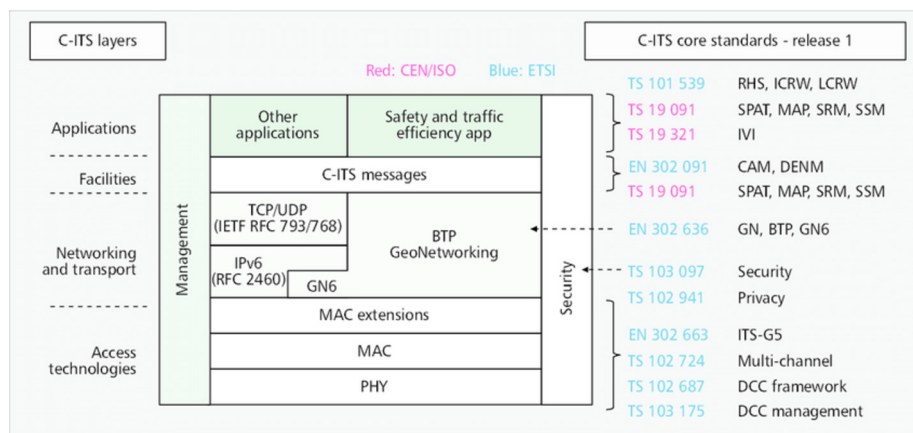 C-ITS layers
C-ITS core standards - release 1
Red: CEN/ISO Blue: ETSI
Applications
Facilities
Networking
and transport
Access
technologies
Management
Other
applications
Safety and traffic
efficiency app
C-ITS messages
TCP/UDP
(IETF RFC 793/768)
BTP
GeoNetworking
IPv6
(RFC 2460)
GN6
MAC extensions
MAC
PHY
Security
TS 101 539 RHS, ICRW, LCRW
TS 19 091 SPAT, MAP, SRM, SSM
TS 19 321 IVI
EN 302 091 CAM, DENM
TS 19 091 SPAT, MAP, SRM, SSM
EN 302 636 GN, BTP, GN6
TS 103 097 Security
TS 102 941 Privacy
EN 302 663 ITS-G5
TS 102 724 Multi-channel
TS 102 687 DCC framework
TS 103 175 DCC management